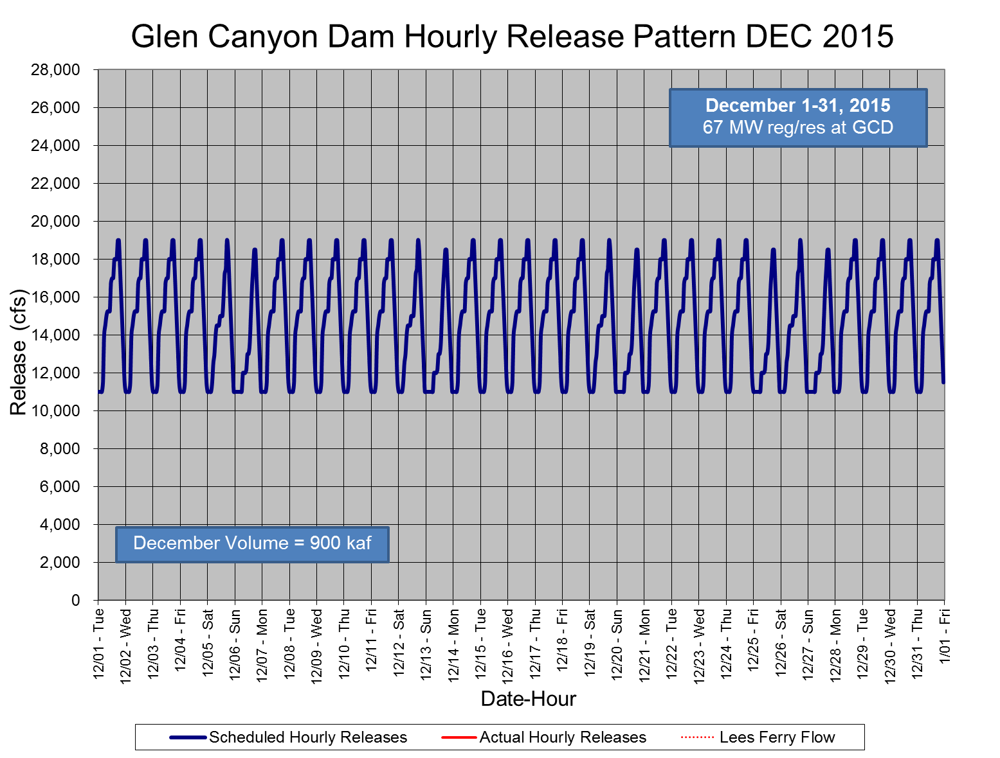 Glen Canyon Dam Hourly Release Pattern DEC 2015
28,000
26,000
24,000
22,000
20,000
18,000
16,000
14,000
12,000
10,000
8,000
6,000
4,000
2,000
0
Release (cfs)
December 1-31, 2015
67 MW reg/res at GCD
December Volume = 900 kaf
12/01 - Tue
12/02 - Wed
12/03 - Thu
12/04 - Fri
12/05 - Sat
12/06 - Sun
12/07 - Mon
12/08 - Tue
12/09 - Wed
12/10 - Thu
12/11 - Fri
12/12 - Sat
12/13 - Sun
12/14 - Mon
12/15 - Tue
12/16 - Wed
12/17 - Thu
12/18 - Fri
12/19 - Sat
12/20 - Sun
12/21 - Mon
12/22 - Tue
12/23 - Wed
12/24 - Thu
12/25 - Fri
12/26 - Sat
12/27 - Sun
12/28 - Mon
12/29 - Tue
12/30 - Wed
12/31 - Thu
1/01 - Fri
Date-Hour
Scheduled Hourly Releases
Actual Hourly Releases
Lees Ferry Flow